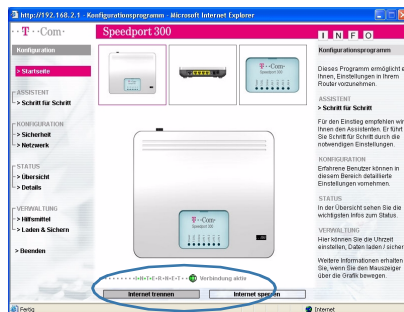 http://192.168.2.1 - Konfigurationsprogramm - Microsoft Internet Explorer
T · · Com ·
Speedport 300
INFO
Konfiguration
> Startseite
ASSISTENT
> Schritt für Schritt
KONFIGURATION
> Sicherheit
> Netzwerk
STATUS
> Übersicht
> Details
VERWALTUNG
> Hilfsmittel
> Laden & Sichern
> Beenden
T · · Com ·
Speedport 300
INTERNET
Verbindung aktiv
Internet trennen
Internet sperren
Konfigurationsprogramm
Dieses Programm ermöglicht e
Ihnen, Einstellungen in Ihrem
Router vorzunehmen.
ASSISTENT
> Schritt für Schritt
Für den Einstieg empfehlen wir
Ihnen den Assistenten. Er führt
Sie Schritt für Schritt durch die
notwendigen Einstellungen.
KONFIGURATION
Erfahrene Benutzer können in
diesem Bereich detaillierte
Einstellungen vornehmen.
STATUS
In der Übersicht sehen Sie die
wichtigsten Infos zum Status.
VERWALTUNG
Hier können Sie die Uhrzeit
einstellen, Daten laden / sicher
Weitere Informationen erhalten
Sie, wenn Sie den Mauszeiger
über die Grafik bewegen.
Fertig
Internet